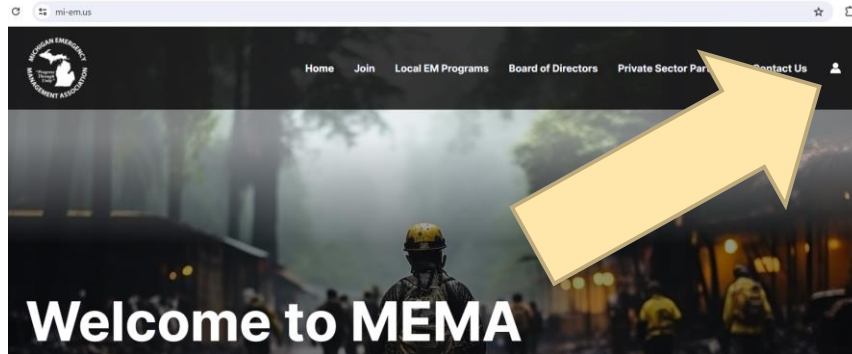 mi-em.us
MICHIGAN EMERGENCY
MANAGEMENT ASSOCIATION
Home Join Local EM Programs Board of Directors Private Sector Contact Us
Welcome to MEMA